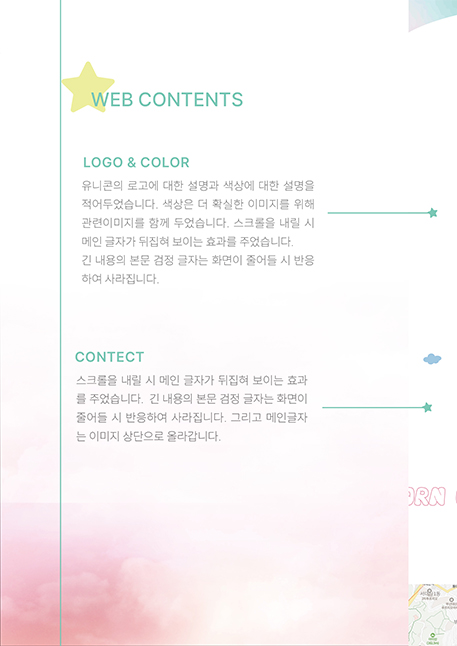 WEB CONTENTS
LOGO & COLOR
유니콘의 로고에 대한 설명과 색상에 대한 설명을
적어두었습니다. 색상은 더 확실한 이미지를 위해
관련이미지를 함께 두었습니다. 스크롤을 내릴 시
메인 글자가 뒤집혀 보이는 효과를 주었습니다.
긴 내용의 본문 검정 글자는 화면이 줄어들 시 반응
하여 사라집니다.
CONTECT
스크롤을 내릴 시 메인 글자가 뒤집혀 보이는 효과
를 주었습니다. 긴 내용의 본문 검정 글자는 화면이
줄어들 시 반응하여 사라집니다. 그리고 메인글자
는 이미지 상단으로 올라갑니다.
ORN